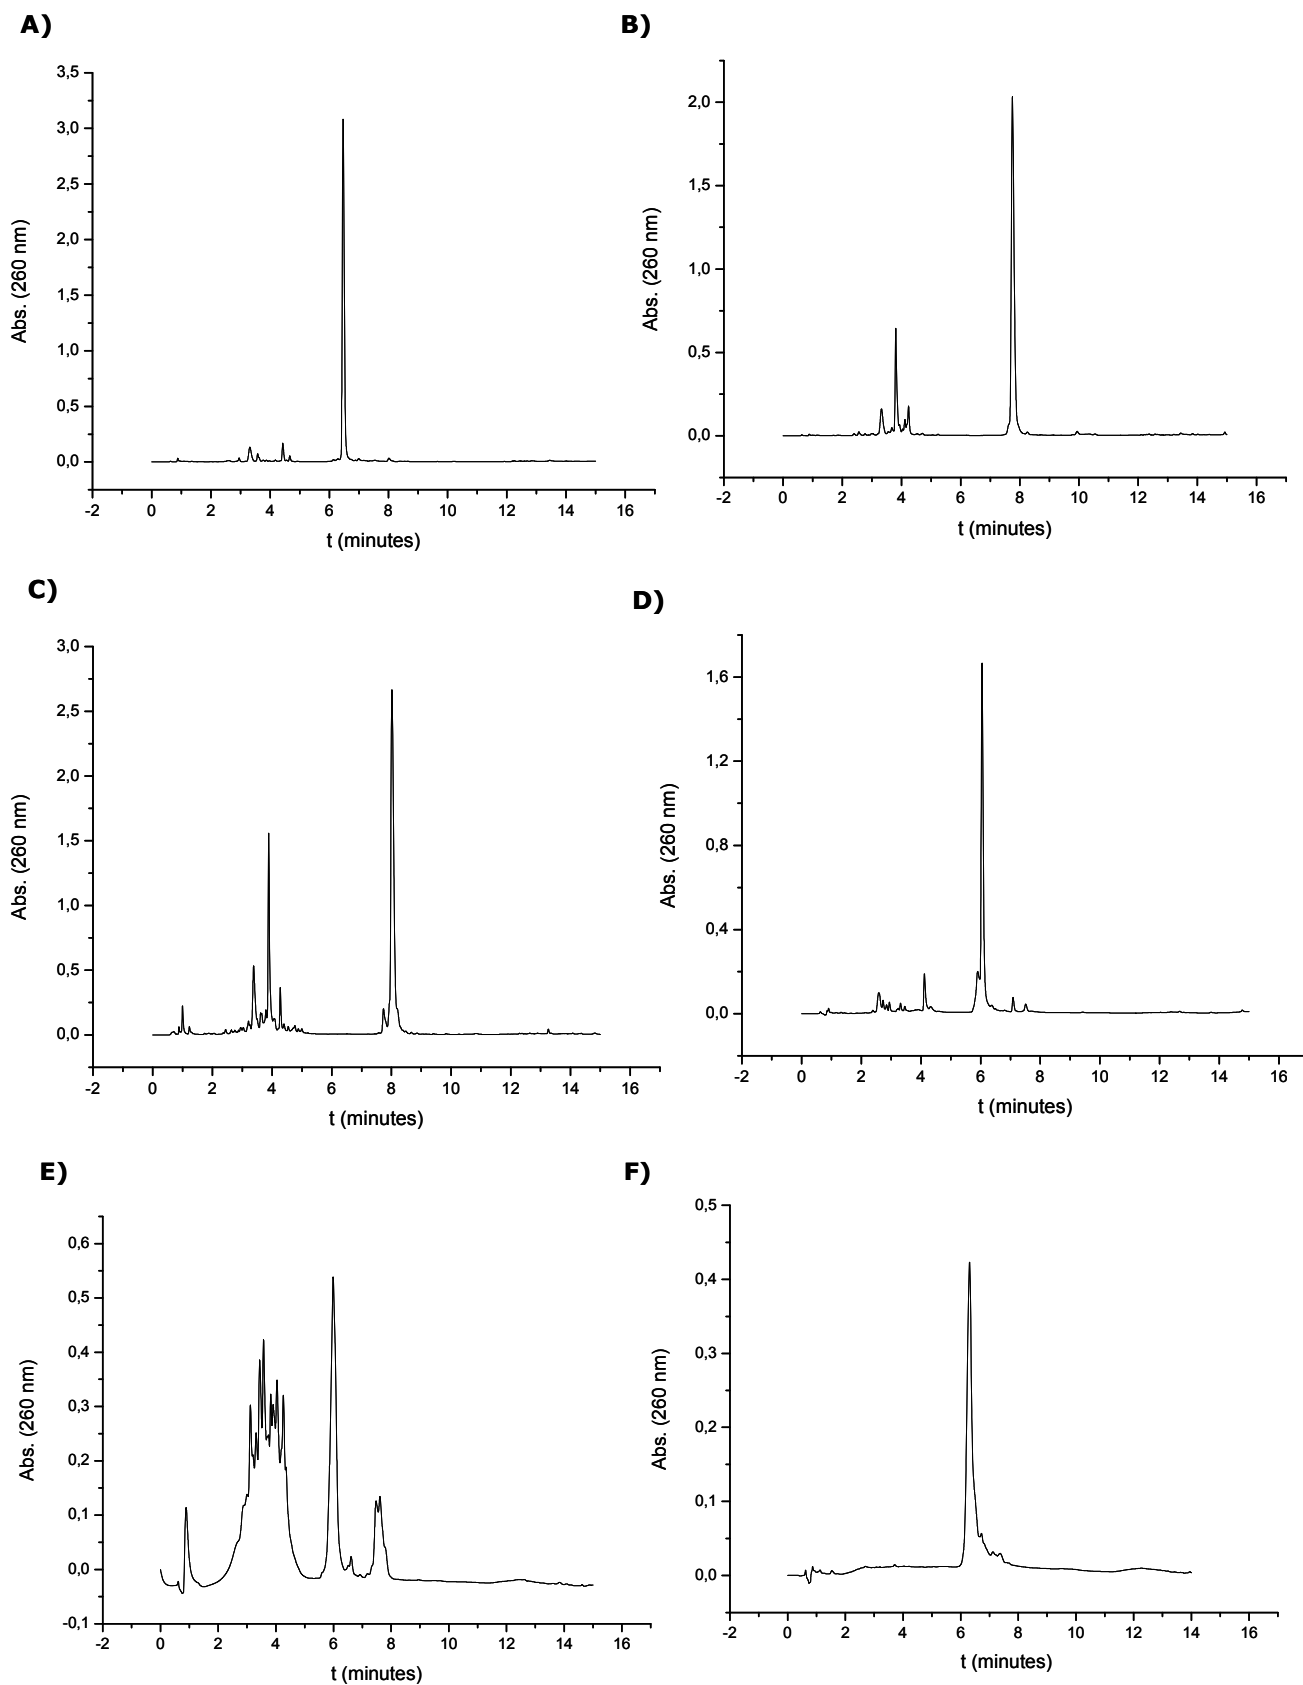 A)
3,5
3,0
2,5
2,0
1,5
1,0
0,5
0,0
Abs. (260 nm)
-2 0 2 4 6 8 10 12 14 16
t (minutes)
B)
2,0
1,5
1,0
0,5
0,0
Abs. (260 nm)
-2 0 2 4 6 8 10 12 14 16
t (minutes)
C)
3,0
2,5
2,0
1,5
1,0
0,5
0,0
Abs. (260 nm)
-2 0 2 4 6 8 10 12 14 16
t (minutes)
D)
1,6
1,2
0,8
0,4
0,0
Abs. (260 nm)
-2 0 2 4 6 8 10 12 14 16
t (minutes)
E)
0,6
0,5
0,4
0,3
0,2
0,1
0,0
-0,1
Abs. (260 nm)
-2 0 2 4 6 8 10 12 14 16
t (minutes)
F)
0,5
0,4
0,3
0,2
0,1
0,0
Abs. (260 nm)
-2 0 2 4 6 8 10 12 14 16
t (minutes)